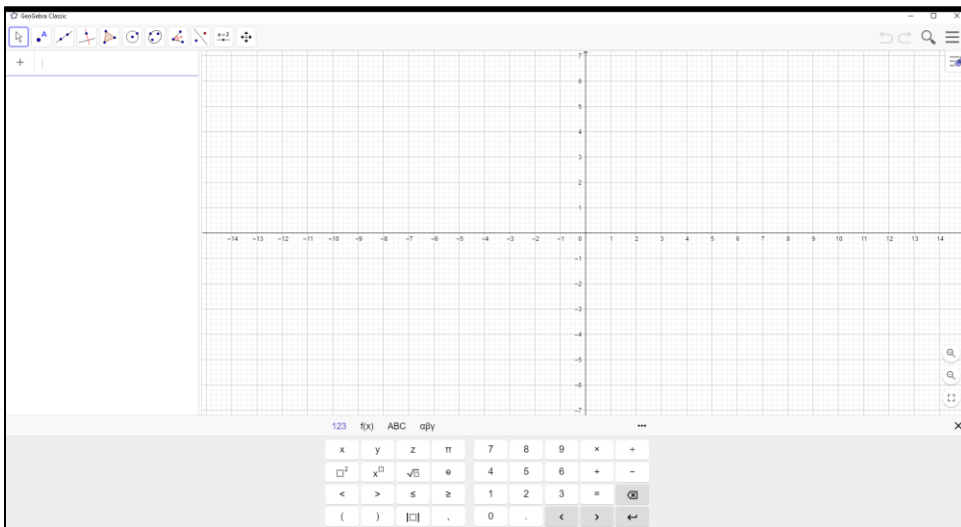 GeoGebra Classic
A
x=2
7
6
5
4
3
2
1
−14 −13 −12 −11 −10 −9 −8 −7 −6 −5 −4 −3 −2 −1 0 1 2 3 4 5 6 7 8 9 10 11 12 13 14
−1
−2
−3
−4
−5
−6
−7
123 f(x) ABC αβγ
x y z π 7 8 9 × ÷
□² x^□ √□ e 4 5 6 + −
< > ≤ ≥ 1 2 3 =
( ) |□| , 0 . < >